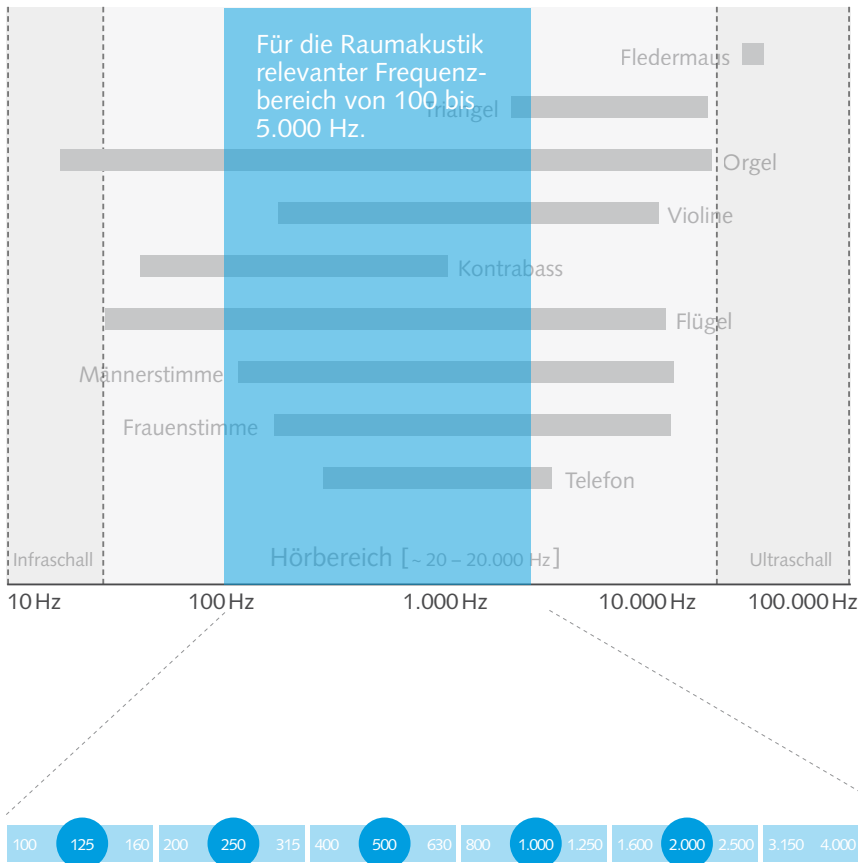 Für die Raumakustik
relevanter Frequenz-
bereich von 100 bis
5.000 Hz.
Fledermaus
Triangel
Orgel
Violine
Kontrabass
Flügel
Männerstimme
Frauenstimme
Telefon
Infraschall
Hörbereich [~ 20 – 20.000 Hz]
Ultraschall
10 Hz 100 Hz 1.000 Hz 10.000 Hz 100.000 Hz
100 125 160 200 250 315 400 500 630 800 1.000 1.250 1.600 2.000 2.500 3.150 4.000